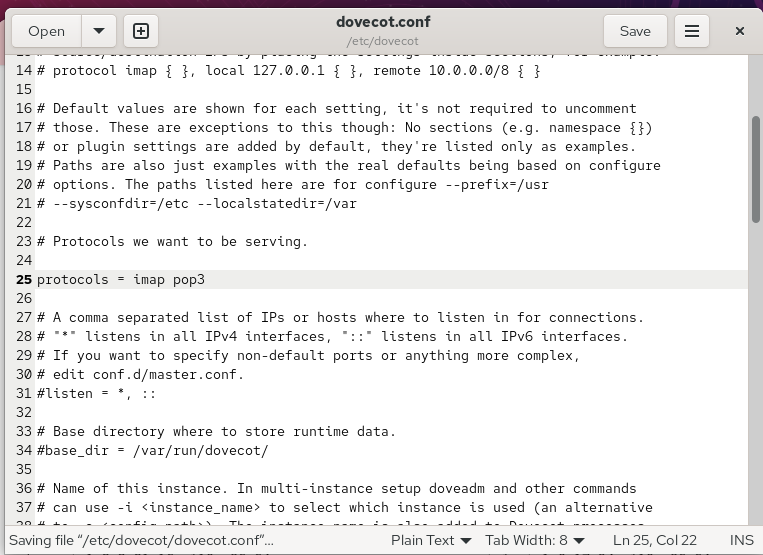 Open
dovecot.conf
/etc/dovecot
Save
14 # protocol imap { }, local 127.0.0.1 { }, remote 10.0.0.0/8 { }
15
16 # Default values are shown for each setting, it's not required to uncomment
17 # those. These are exceptions to this though: No sections (e.g. namespace {})
18 # or plugin settings are added by default, they're listed only as examples.
19 # Paths are also just examples with the real defaults being based on configure
20 # options. The paths listed here are for configure --prefix=/usr
21 # --sysconfdir=/etc --localstatedir=/var
22
23 # Protocols we want to be serving.
24
25 protocols = imap pop3
26
27 # A comma separated list of IPs or hosts where to listen in for connections.
28 # "*" listens in all IPv4 interfaces, "::" listens in all IPv6 interfaces.
29 # If you want to specify non-default ports or anything more complex,
30 # edit conf.d/master.conf.
31 #listen = *, ::
32
33 # Base directory where to store runtime data.
34 #base_dir = /var/run/dovecot/
35
36 # Name of this instance. In multi-instance setup doveadm and other commands
37 # can use -i <instance_name> to select which instance is used (an alternative
Saving file “/etc/dovecot/dovecot.conf”...
Plain Text
Tab Width: 8
Ln 25, Col 22
INS